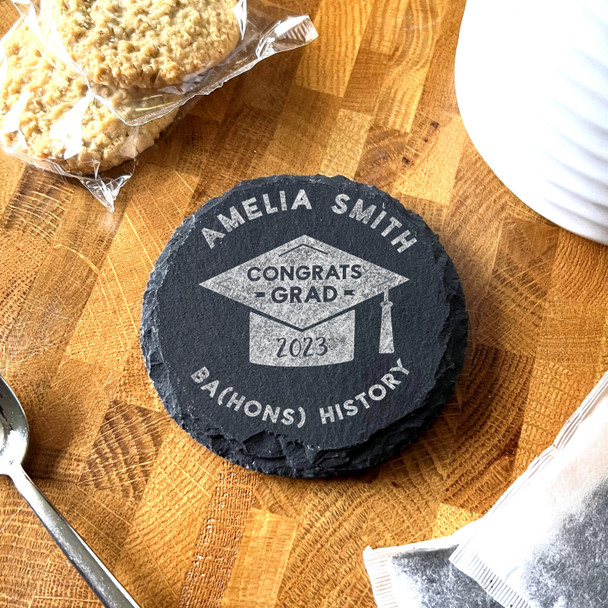 AMELIA SMITH
CONGRATS
GRAD
2023
BA(HONS) HISTORY